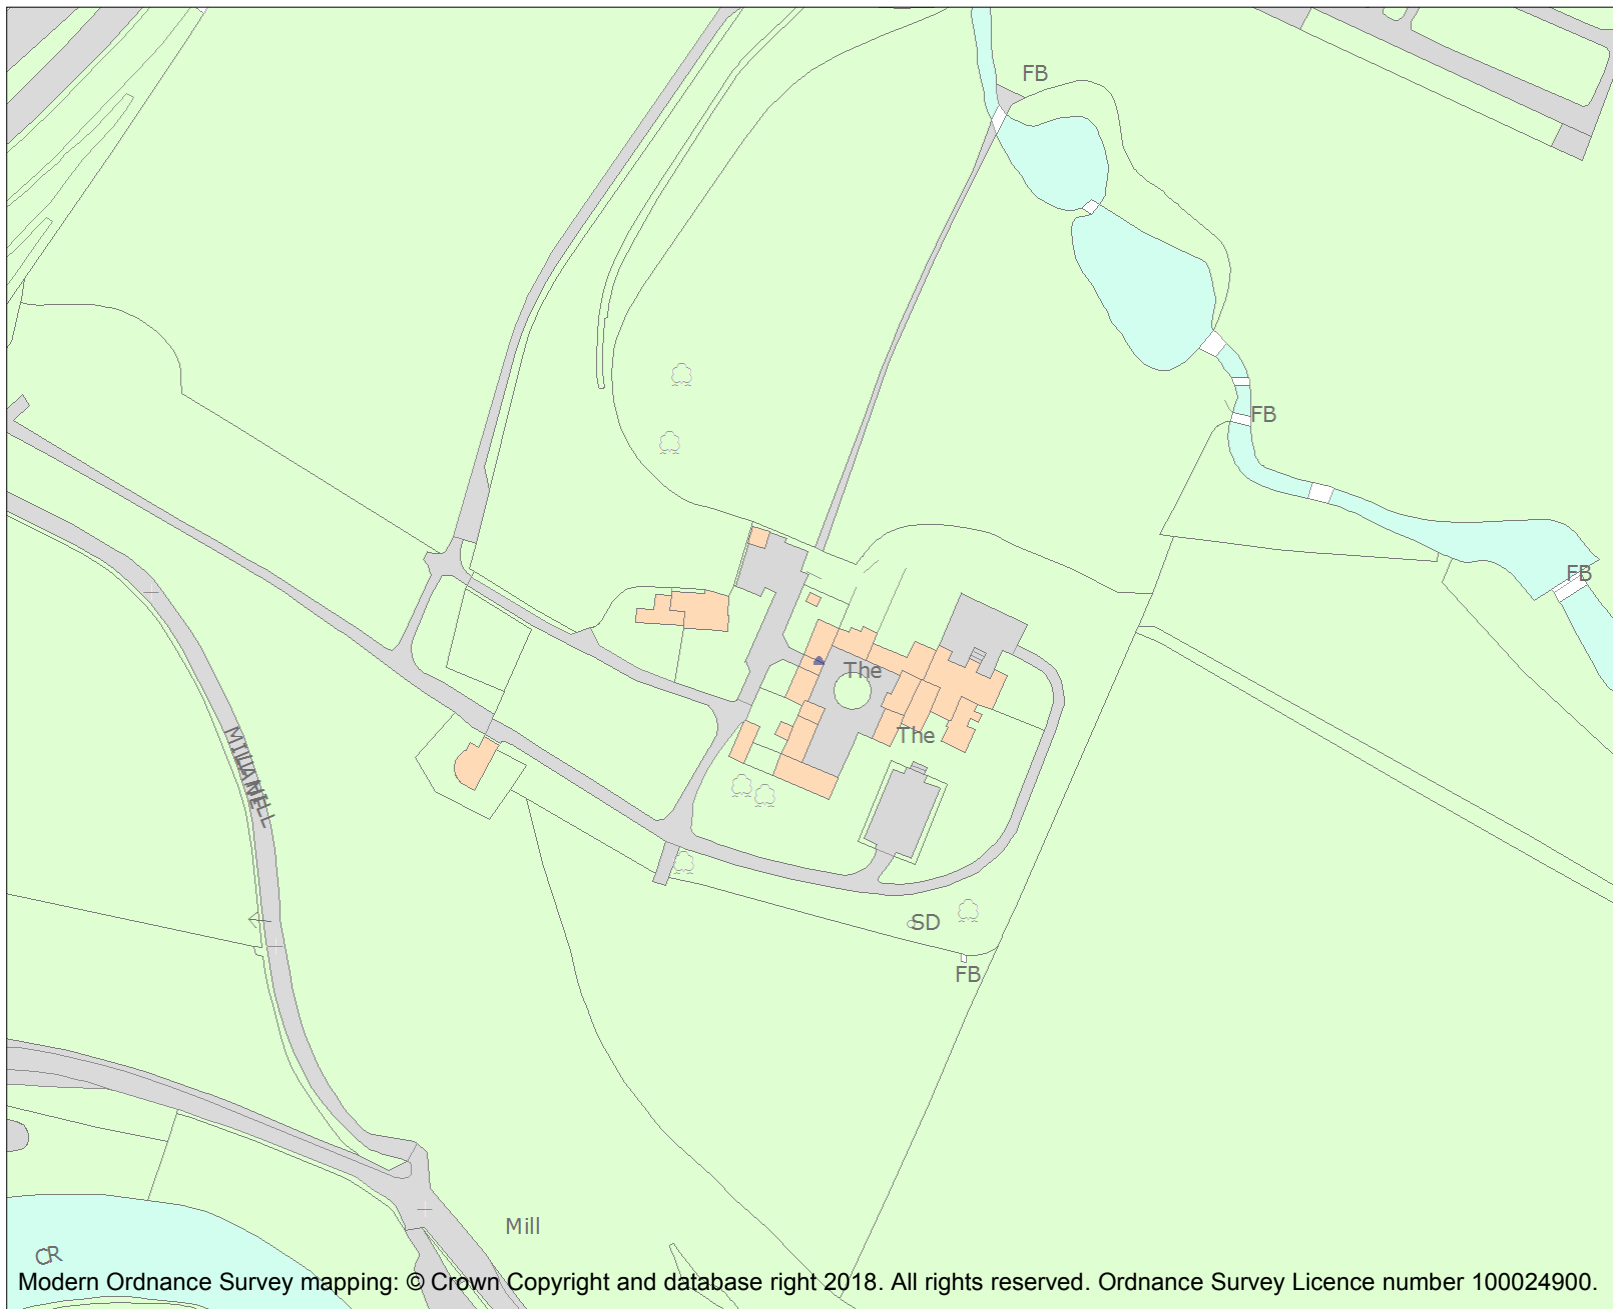 FB
FB
FB
The
The
SD
FB
Mill
CR
Modern Ordnance Survey mapping: © Crown Copyright and database right 2018. All rights reserved. Ordnance Survey Licence number 100024900.